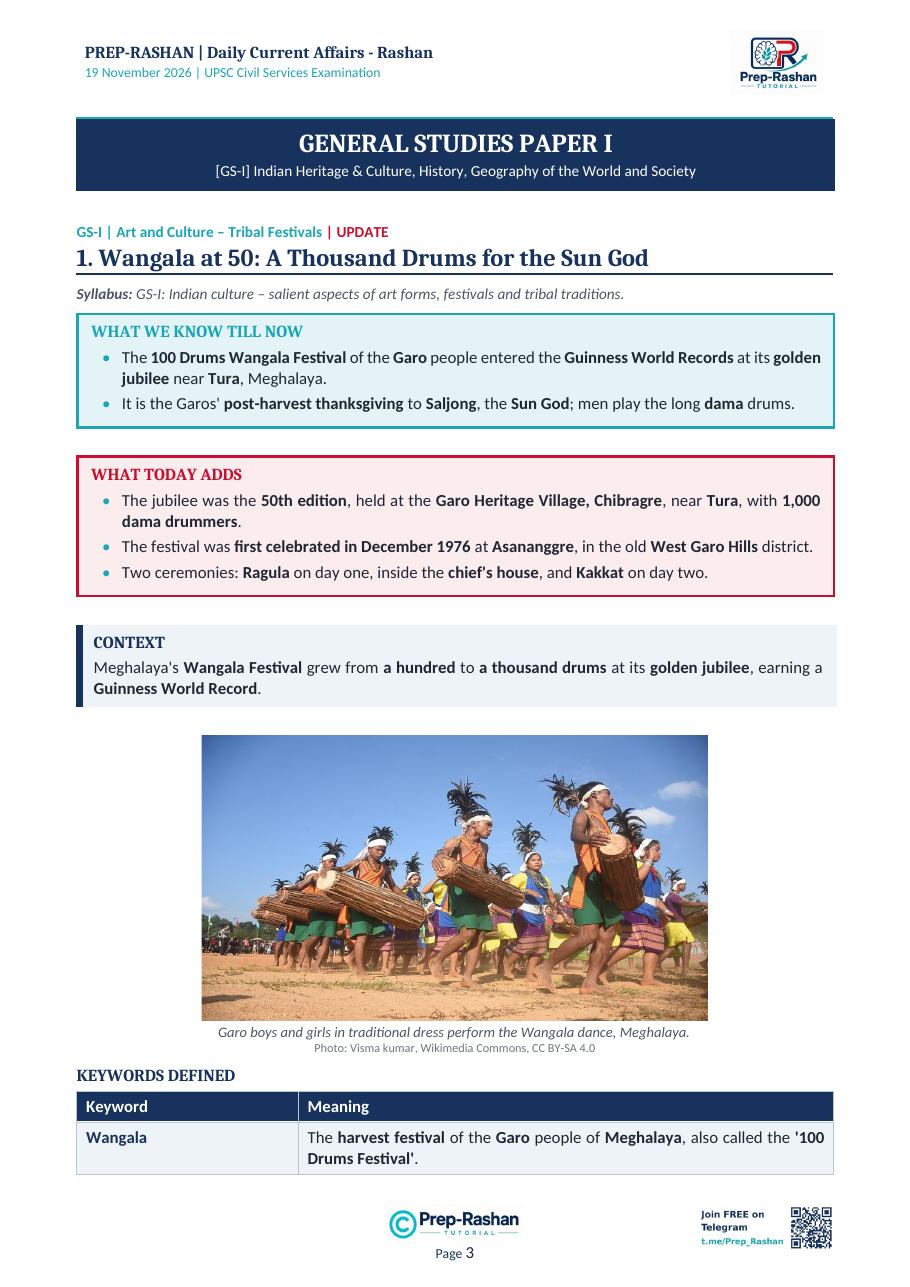 PREP-RASHAN | Daily Current Affairs - Rashan
19 November 2026 | UPSC Civil Services Examination
Prep-Rashan
TUTORIAL
GENERAL STUDIES PAPER I
[GS-I] Indian Heritage & Culture, History, Geography of the World and Society
GS-I | Art and Culture – Tribal Festivals | UPDATE
1. Wangala at 50: A Thousand Drums for the Sun God
Syllabus: GS-I: Indian culture – salient aspects of art forms, festivals and tribal traditions.
WHAT WE KNOW TILL NOW
• The 100 Drums Wangala Festival of the Garo people entered the Guinness World Records at its golden
jubilee near Tura, Meghalaya.
• It is the Garos' post-harvest thanksgiving to Saljong, the Sun God; men play the long dama drums.
WHAT TODAY ADDS
• The jubilee was the 50th edition, held at the Garo Heritage Village, Chibragre, near Tura, with 1,000
dama drummers.
• The festival was first celebrated in December 1976 at Asananggre, in the old West Garo Hills district.
• Two ceremonies: Ragula on day one, inside the chief's house, and Kakkat on day two.
CONTEXT
Meghalaya's Wangala Festival grew from a hundred to a thousand drums at its golden jubilee, earning a
Guinness World Record.
Garo boys and girls in traditional dress perform the Wangala dance, Meghalaya.
Photo: Visma kumar, Wikimedia Commons, CC BY-SA 4.0
KEYWORDS DEFINED
Keyword Meaning
Wangala The harvest festival of the Garo people of Meghalaya, also called the '100
Drums Festival'.
© Prep-Rashan
TUTORIAL
Page 3
Join FREE on
Telegram
t.me/Prep_Rashan